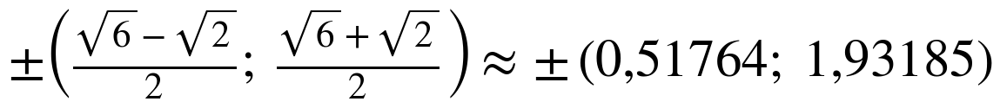 ±(√6 − √2/2; √6 + √2/2) ≈ ±(0,51764; 1,93185)